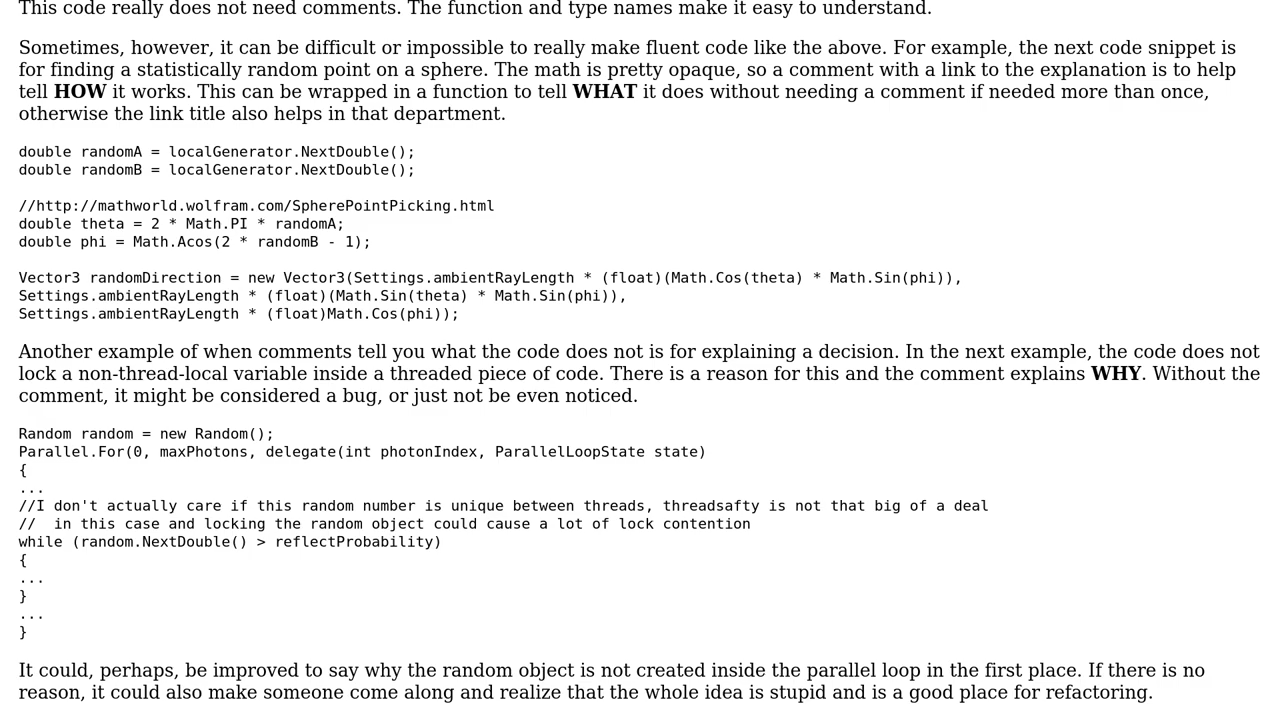 This code really does not need comments. The function and type names make it easy to understand.
Sometimes, however, it can be difficult or impossible to really make fluent code like the above. For example, the next code snippet is
for finding a statistically random point on a sphere. The math is pretty opaque, so a comment with a link to the explanation is to help
tell HOW it works. This can be wrapped in a function to tell WHAT it does without needing a comment if needed more than once,
otherwise the link title also helps in that department.
double randomA = localGenerator.NextDouble();
double randomB = localGenerator.NextDouble();
//http://mathworld.wolfram.com/SpherePointPicking.html
double theta = 2 * Math.PI * randomA;
double phi = Math.Acos(2 * randomB - 1);
Vector3 randomDirection = new Vector3(Settings.ambientRayLength * (float)(Math.Cos(theta) * Math.Sin(phi)),
Settings.ambientRayLength * (float)(Math.Sin(theta) * Math.Sin(phi)),
Settings.ambientRayLength * (float)Math.Cos(phi));
Another example of when comments tell you what the code does not is for explaining a decision. In the next example, the code does not
lock a non-thread-local variable inside a threaded piece of code. There is a reason for this and the comment explains WHY. Without the
comment, it might be considered a bug, or just not be even noticed.
Random random = new Random();
Parallel.For(0, maxPhotons, delegate(int photonIndex, ParallelLoopState state)
{
...
//I don't actually care if this random number is unique between threads, threadsafty is not that big of a deal
//  in this case and locking the random object could cause a lot of lock contention
while (random.NextDouble() > reflectProbability)
{
...
}
...
}
It could, perhaps, be improved to say why the random object is not created inside the parallel loop in the first place. If there is no
reason, it could also make someone come along and realize that the whole idea is stupid and is a good place for refactoring.